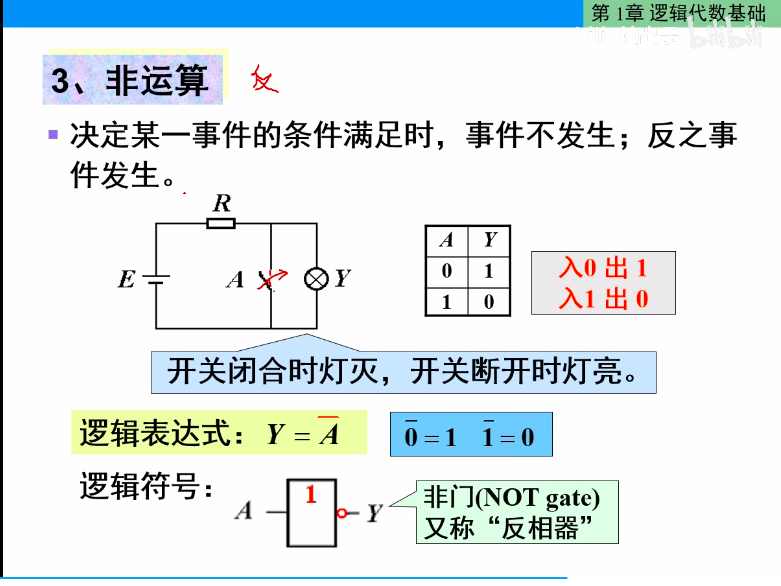 第 1章 逻辑代数基础
bilibili
3、非运算
反
决定某一事件的条件满足时，事件不发生；反之事
件发生。
R
E
A
Y
A Y
0 1
1 0
入0 出 1
入1 出 0
开关闭合时灯灭，开关断开时灯亮。
逻辑表达式： Y = A̅
0̅ = 1 1̅ = 0
逻辑符号：
A
1
Y
非门(NOT gate)
又称“反相器”